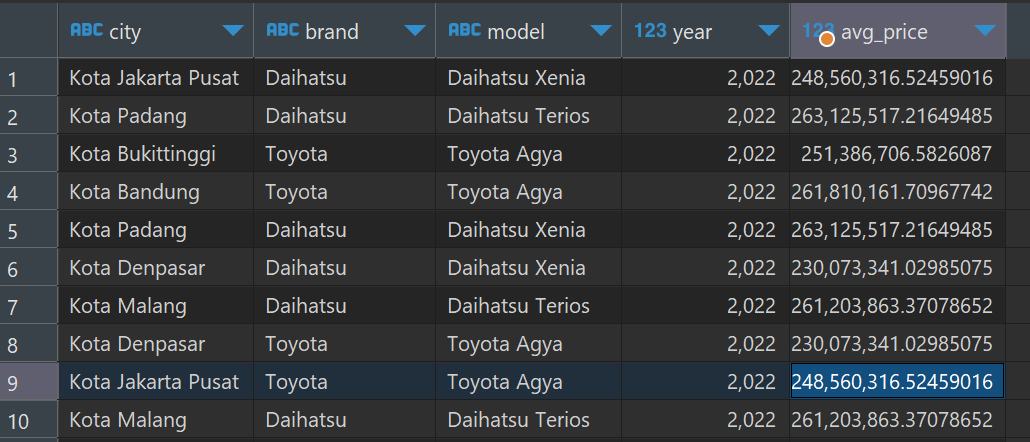 ABC city ABC brand ABC model 123 year 123 avg_price
1 Kota Jakarta Pusat Daihatsu Daihatsu Xenia 2,022 248,560,316.52459016
2 Kota Padang Daihatsu Daihatsu Terios 2,022 263,125,517.21649485
3 Kota Bukittinggi Toyota Toyota Agya 2,022 251,386,706.5826087
4 Kota Bandung Toyota Toyota Agya 2,022 261,810,161.70967742
5 Kota Padang Daihatsu Daihatsu Xenia 2,022 263,125,517.21649485
6 Kota Denpasar Daihatsu Daihatsu Xenia 2,022 230,073,341.02985075
7 Kota Malang Daihatsu Daihatsu Terios 2,022 261,203,863.37078652
8 Kota Denpasar Toyota Toyota Agya 2,022 230,073,341.02985075
9 Kota Jakarta Pusat Toyota Toyota Agya 2,022 248,560,316.52459016
10 Kota Malang Daihatsu Daihatsu Terios 2,022 261,203,863.37078652